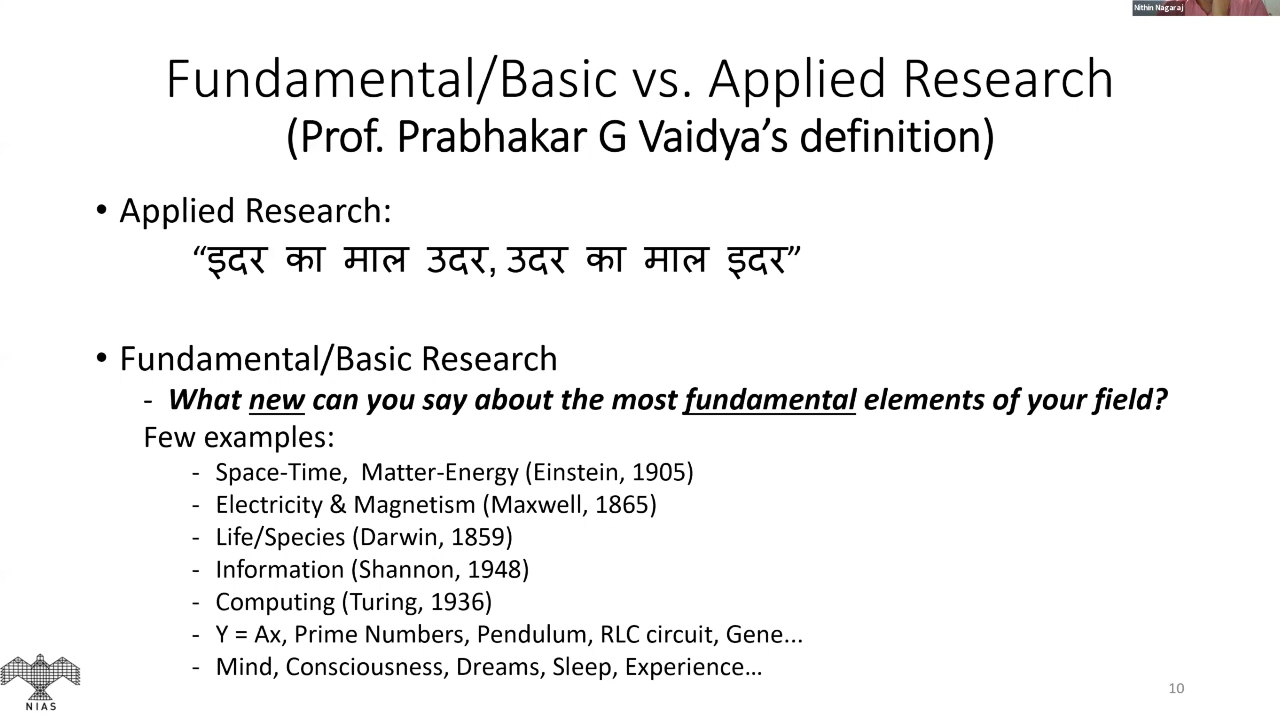 Nithin Nagaraj
Fundamental/Basic vs. Applied Research
(Prof. Prabhakar G Vaidya's definition)
• Applied Research:
“इदर का माल उदर, उदर का माल इदर”
• Fundamental/Basic Research
- What new can you say about the most fundamental elements of your field?
Few examples:
- Space-Time, Matter-Energy (Einstein, 1905)
- Electricity & Magnetism (Maxwell, 1865)
- Life/Species (Darwin, 1859)
- Information (Shannon, 1948)
- Computing (Turing, 1936)
- Y = Ax, Prime Numbers, Pendulum, RLC circuit, Gene...
- Mind, Consciousness, Dreams, Sleep, Experience…
NIAS
10